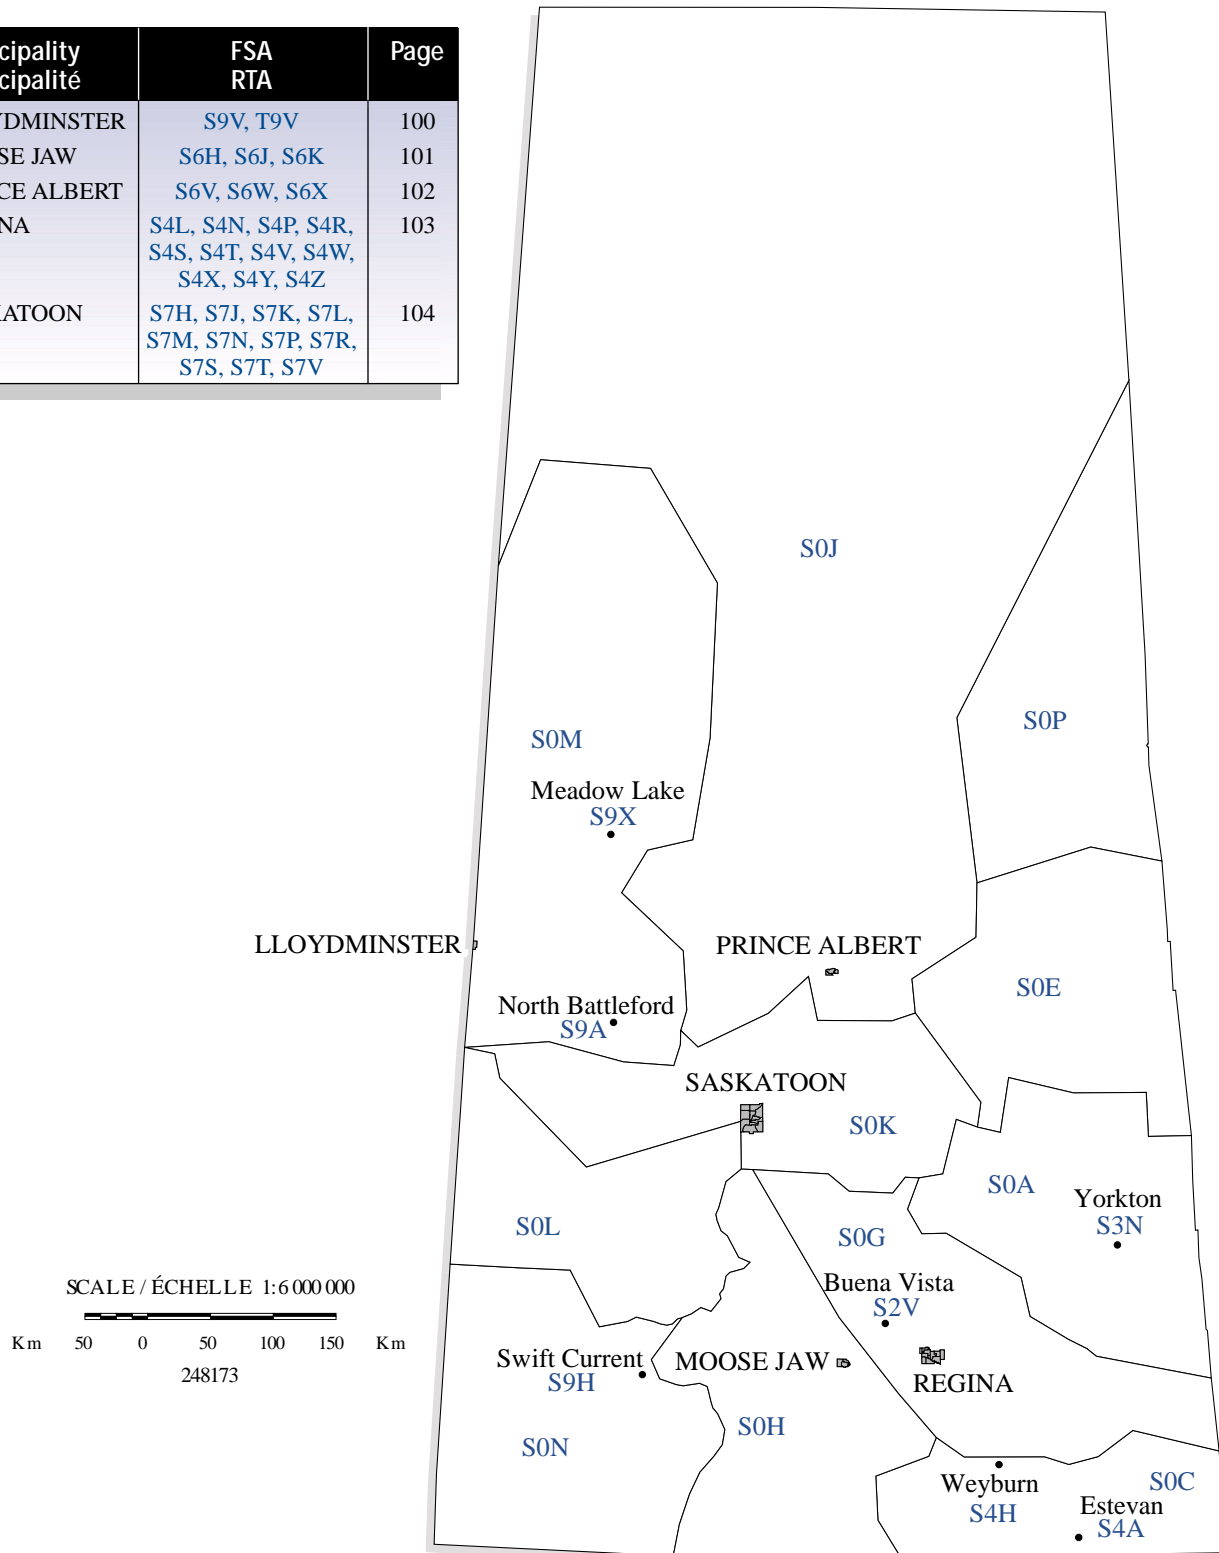 cipality FSA Page
cipalité RTA
YDMINSTER S9V, T9V 100
SE JAW S6H, S6J, S6K 101
CE ALBERT S6V, S6W, S6X 102
NA S4L, S4N, S4P, S4R, 103
S4S, S4T, S4V, S4W,
S4X, S4Y, S4Z
KATOON S7H, S7J, S7K, S7L, 104
S7M, S7N, S7P, S7R,
S7S, S7T, S7V
S0J
S0P
S0M
Meadow Lake
S9X
LLOYDMINSTER
PRINCE ALBERT
S0E
North Battleford
S9A
SASKATOON
S0K
S0A
Yorkton
S3N
S0L
S0G
Buena Vista
S2V
SCALE / ÉCHELLE 1:6 000 000
Km 50 0 50 100 150 Km
248173
Swift Current
S9H
MOOSE JAW
REGINA
S0H
S0N
Weyburn
S4H
S0C
Estevan
S4A